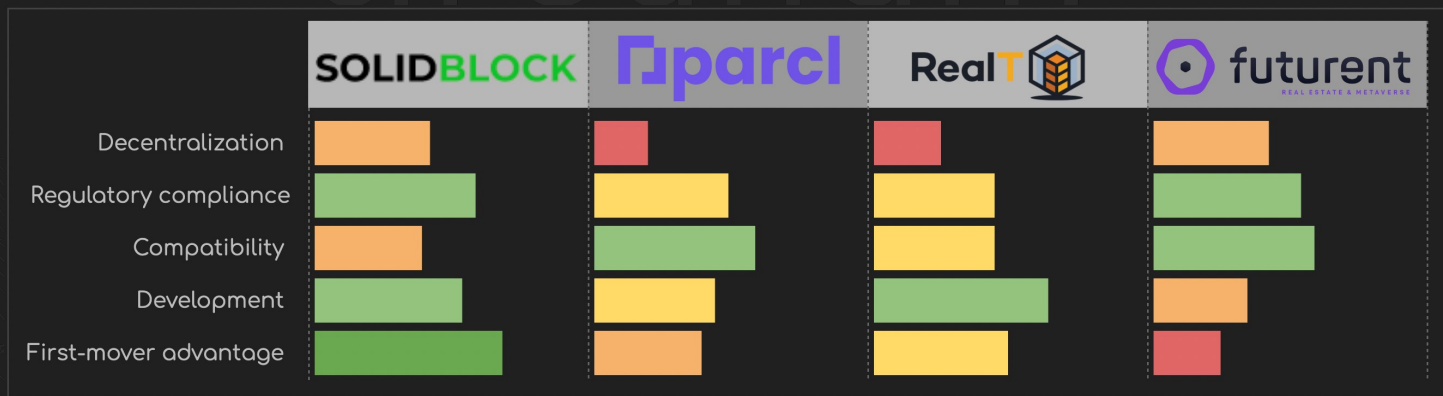 SOLIDBLOCK
parcl
RealT
futurent
REAL ESTATE & METAVERSE
Decentralization
Regulatory compliance
Compatibility
Development
First-mover advantage